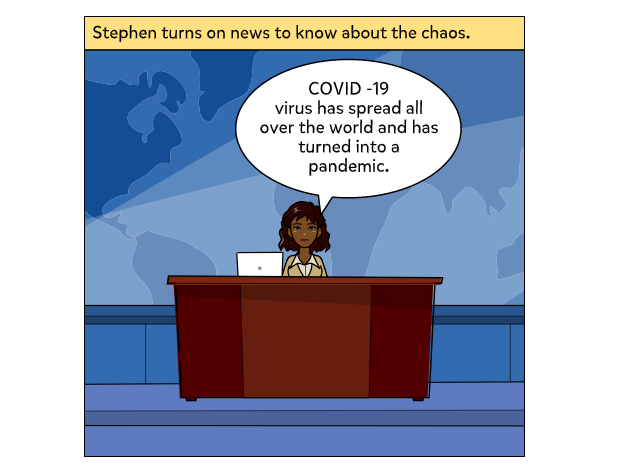 Stephen turns on news to know about the chaos.
COVID -19
virus has spread all
over the world and has
turned into a
pandemic.